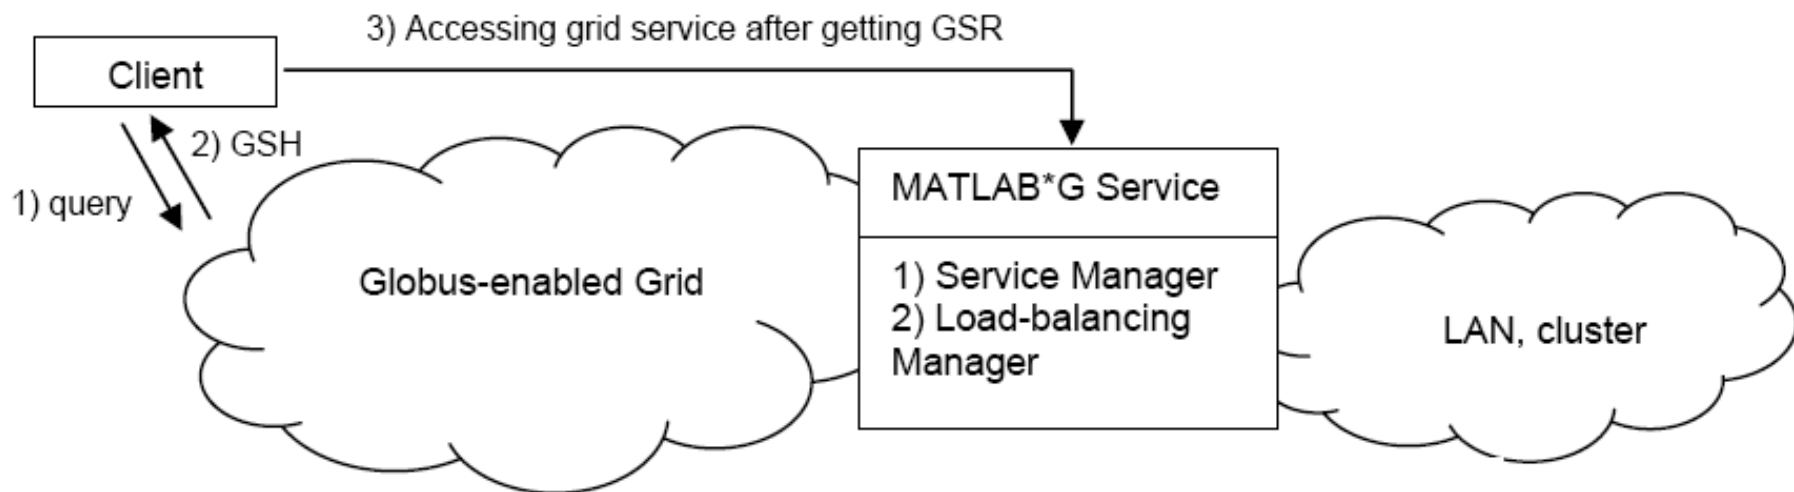 3) Accessing grid service after getting GSR
Client
2) GSH
1) query
MATLAB*G Service
Globus-enabled Grid
1) Service Manager
2) Load-balancing
Manager
LAN, cluster